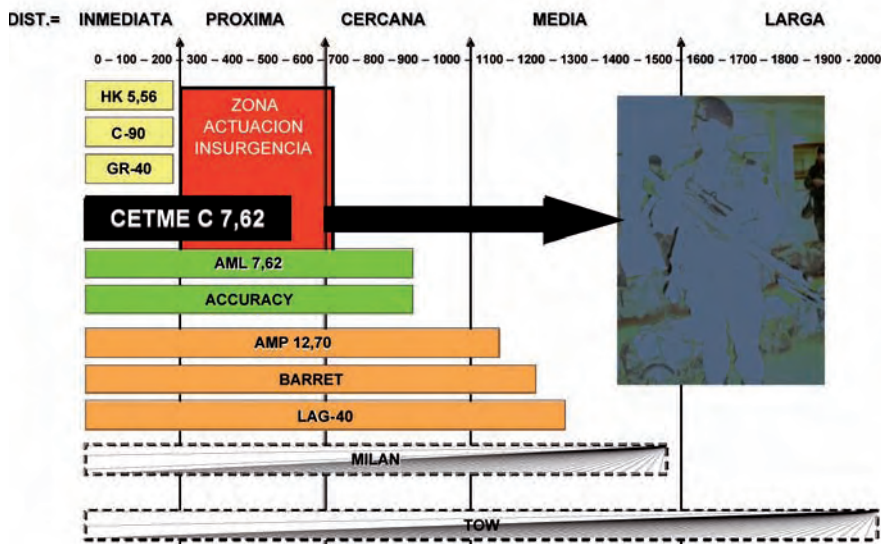 DIST.= INMEDIATA PROXIMA CERCANA MEDIA LARGA
0 – 100 – 200 – 300 – 400 – 500 – 600 – 700 – 800 – 900 – 1000 – 1100 – 1200 – 1300 – 1400 – 1500 – 1600 – 1700 – 1800 – 1900 - 2000
HK 5,56
ZONA
ACTUACION
INSURGENCIA
C-90
GR-40
CETME C 7,62
AML 7,62
ACCURACY
AMP 12,70
BARRET
LAG-40
MILAN
TOW